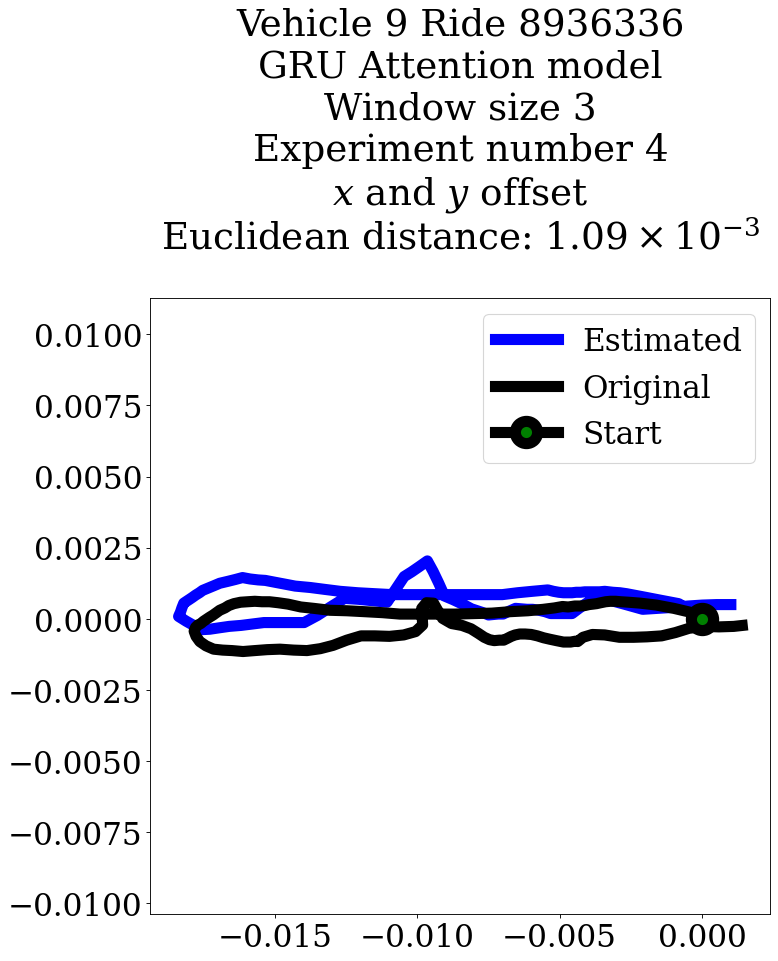 Vehicle 9 Ride 8936336
GRU Attention model
Window size 3
Experiment number 4
x and y offset
Euclidean distance: 1.09 × 10⁻³
Estimated
Original
Start
0.0100
0.0075
0.0050
0.0025
0.0000
−0.0025
−0.0050
−0.0075
−0.0100
−0.015 −0.010 −0.005 0.000